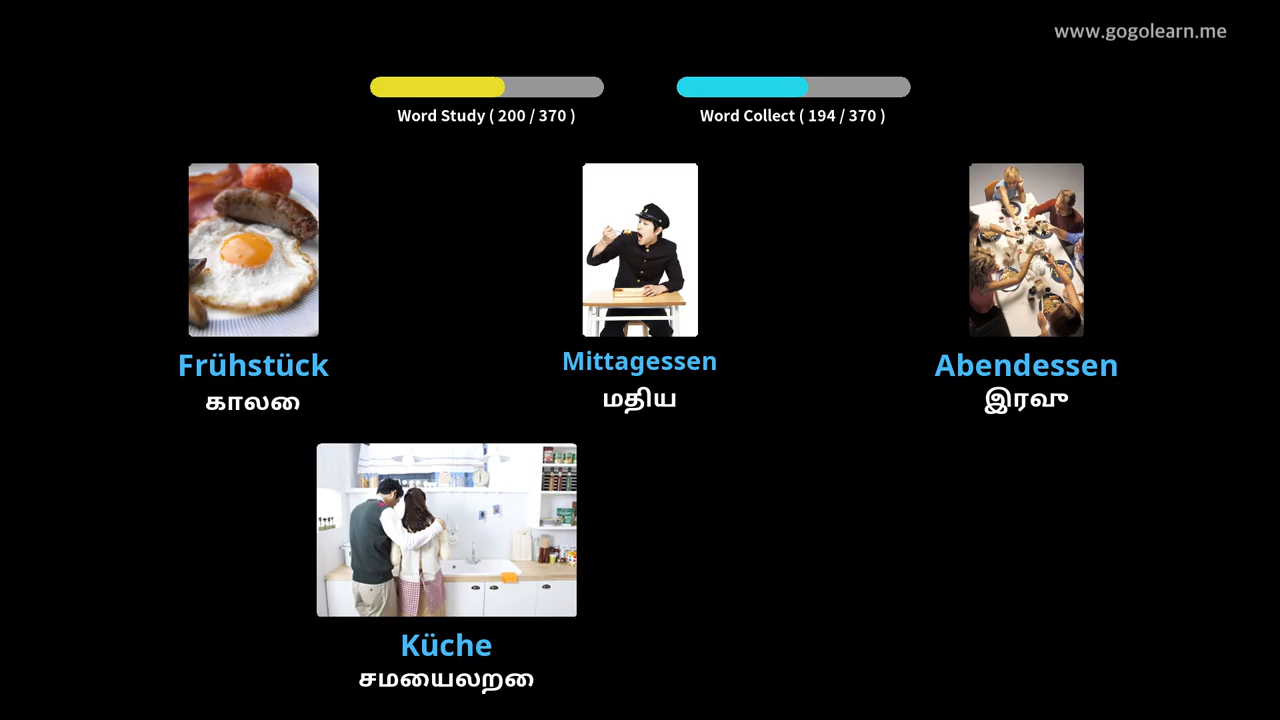 www.gogolearn.me
Word Study ( 200 / 370 )
Word Collect ( 194 / 370 )
Frühstück
காலை
Mittagessen
மதிய
Abendessen
இரவு
Küche
சமையலறை